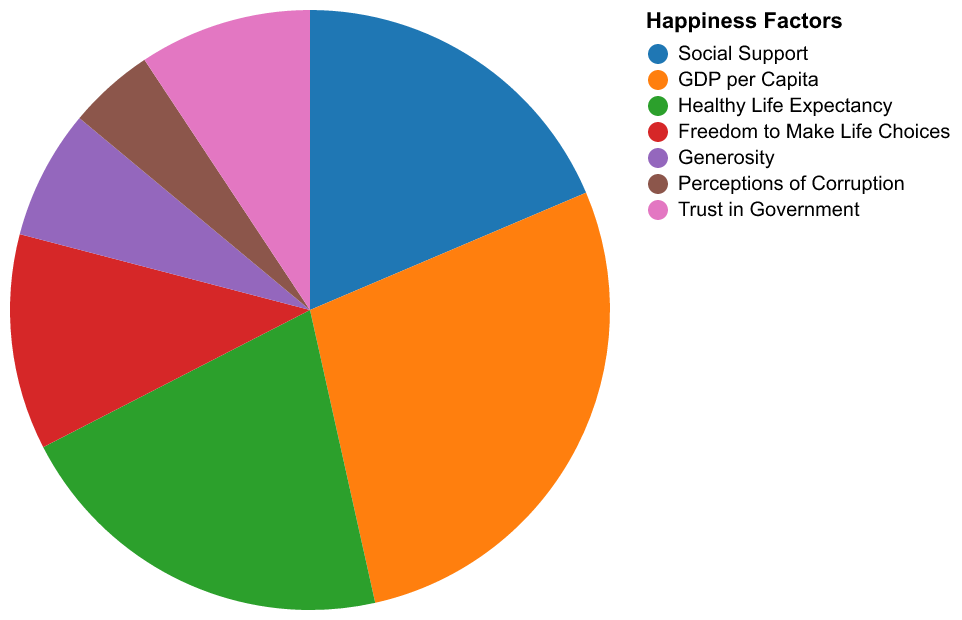 Happiness Factors
Social Support
GDP per Capita
Healthy Life Expectancy
Freedom to Make Life Choices
Generosity
Perceptions of Corruption
Trust in Government